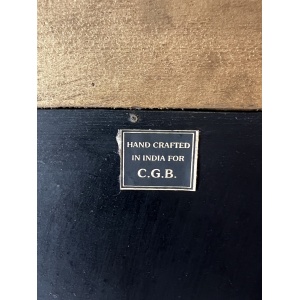 HAND CRAFTED
IN INDIA FOR
C.G.B.